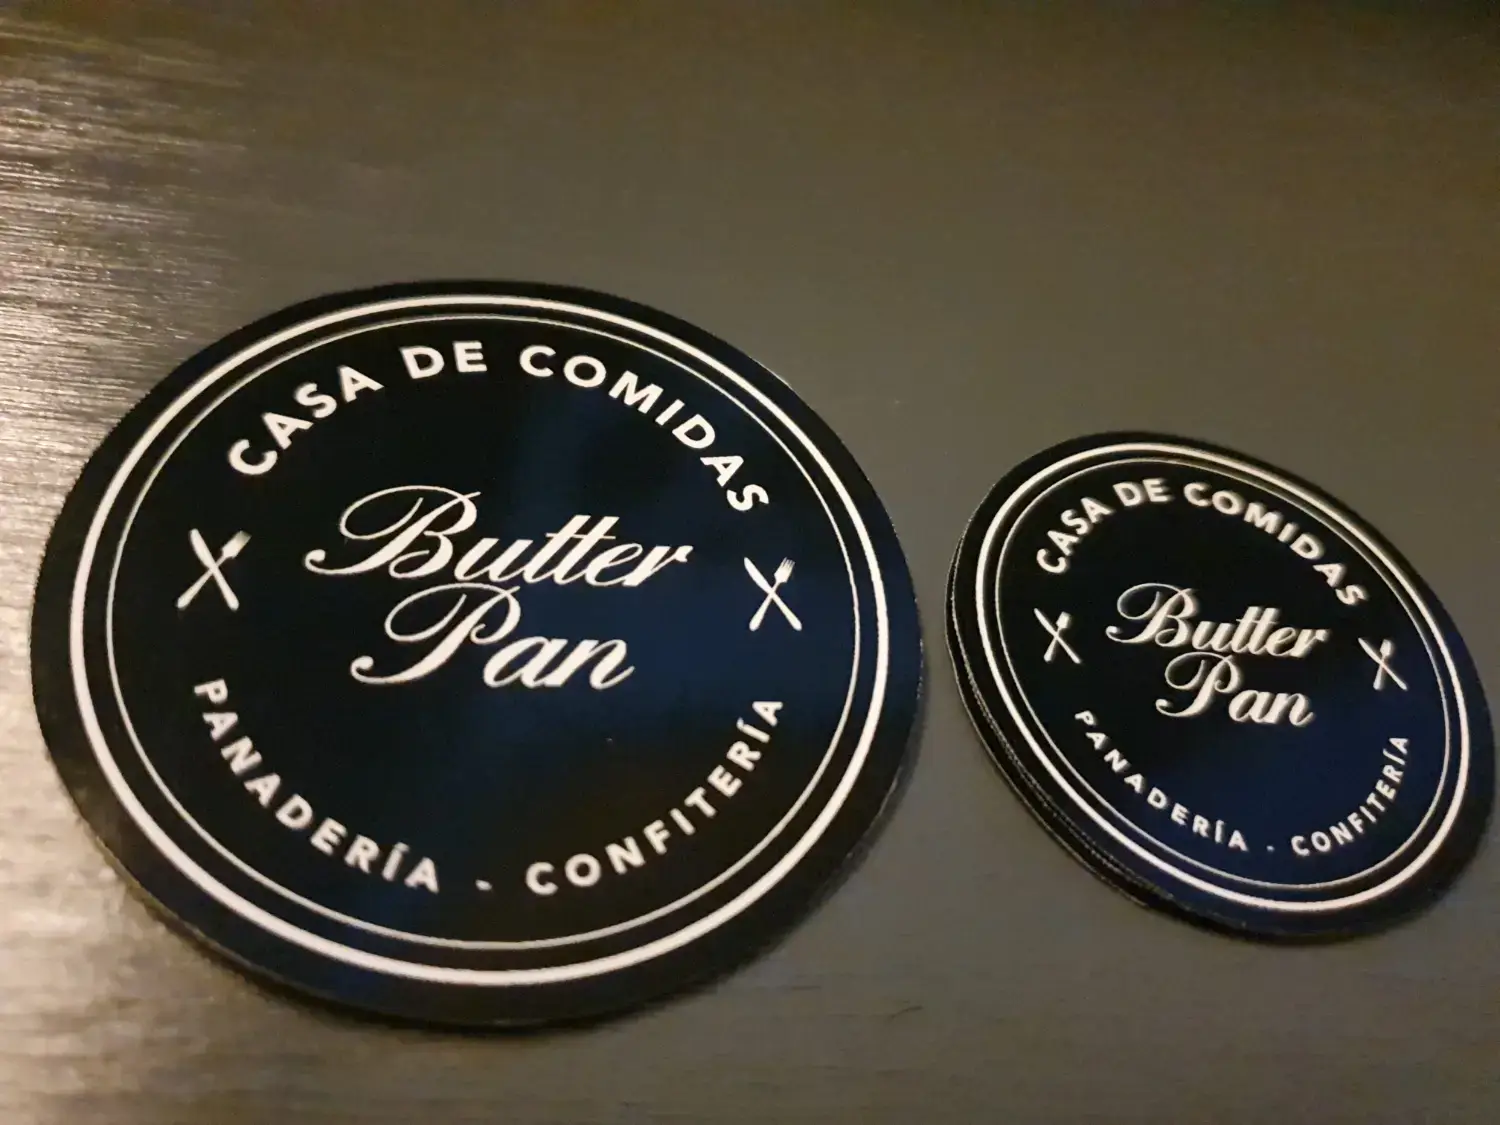 CASA DE COMIDAS
Butter
Pan
PANADERÍA - CONFITERÍA
CASA DE COMIDAS
Butter
Pan
PANADERÍA - CONFITERÍA